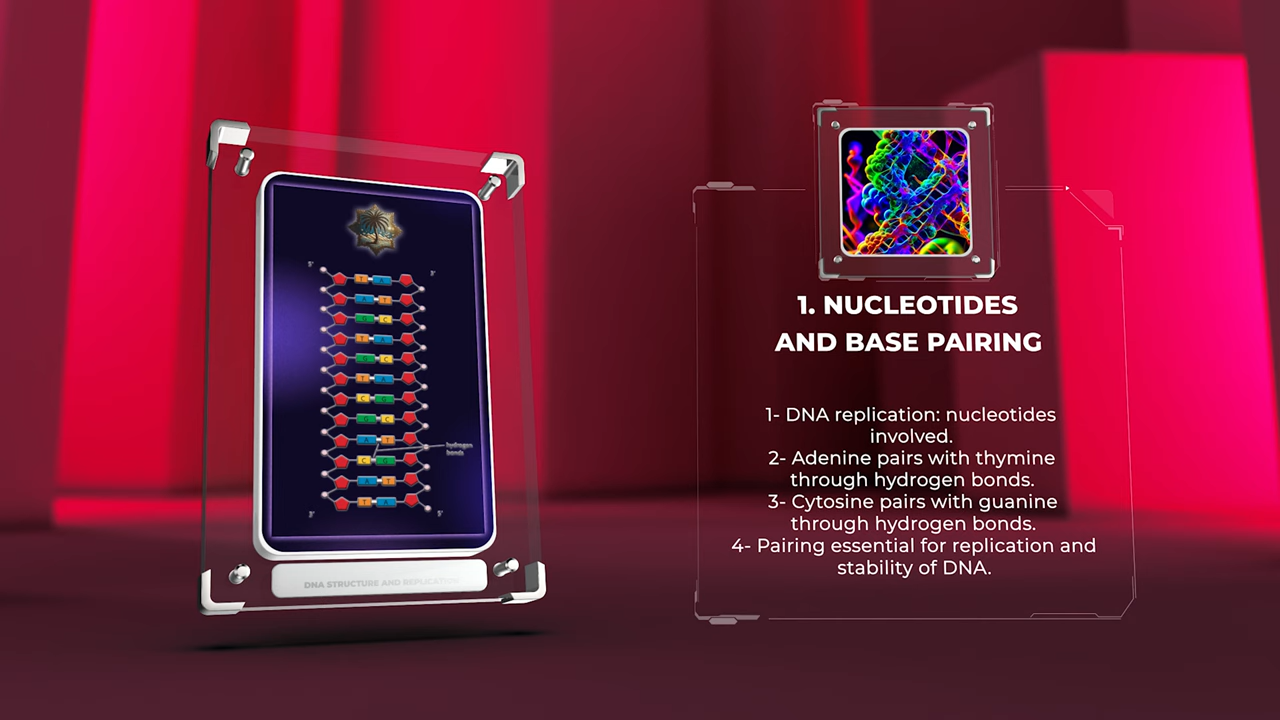 5'
3'
T A
A T
G C
T A
G C
T A
C G
G C
A T
hydrogen
bonds
C G
A T
T A
3'
5'
DNA STRUCTURE AND REPLICATION
1. NUCLEOTIDES
AND BASE PAIRING
1- DNA replication: nucleotides
involved.
2- Adenine pairs with thymine
through hydrogen bonds.
3- Cytosine pairs with guanine
through hydrogen bonds.
4- Pairing essential for replication and
stability of DNA.